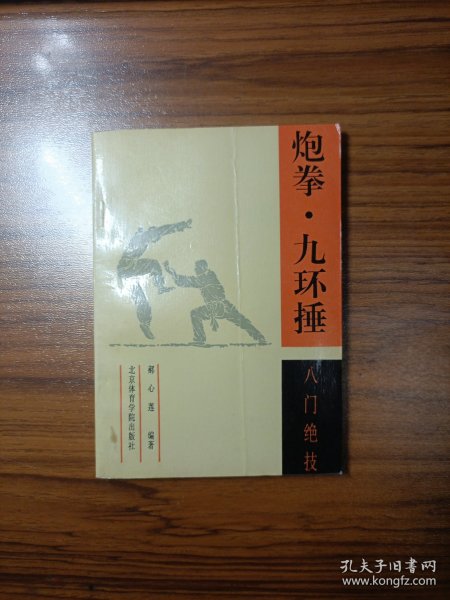 炮拳·九环捶
八门绝技
郝心莲 编著
北京体育学院出版社
孔夫子旧书网
www.kongfz.com